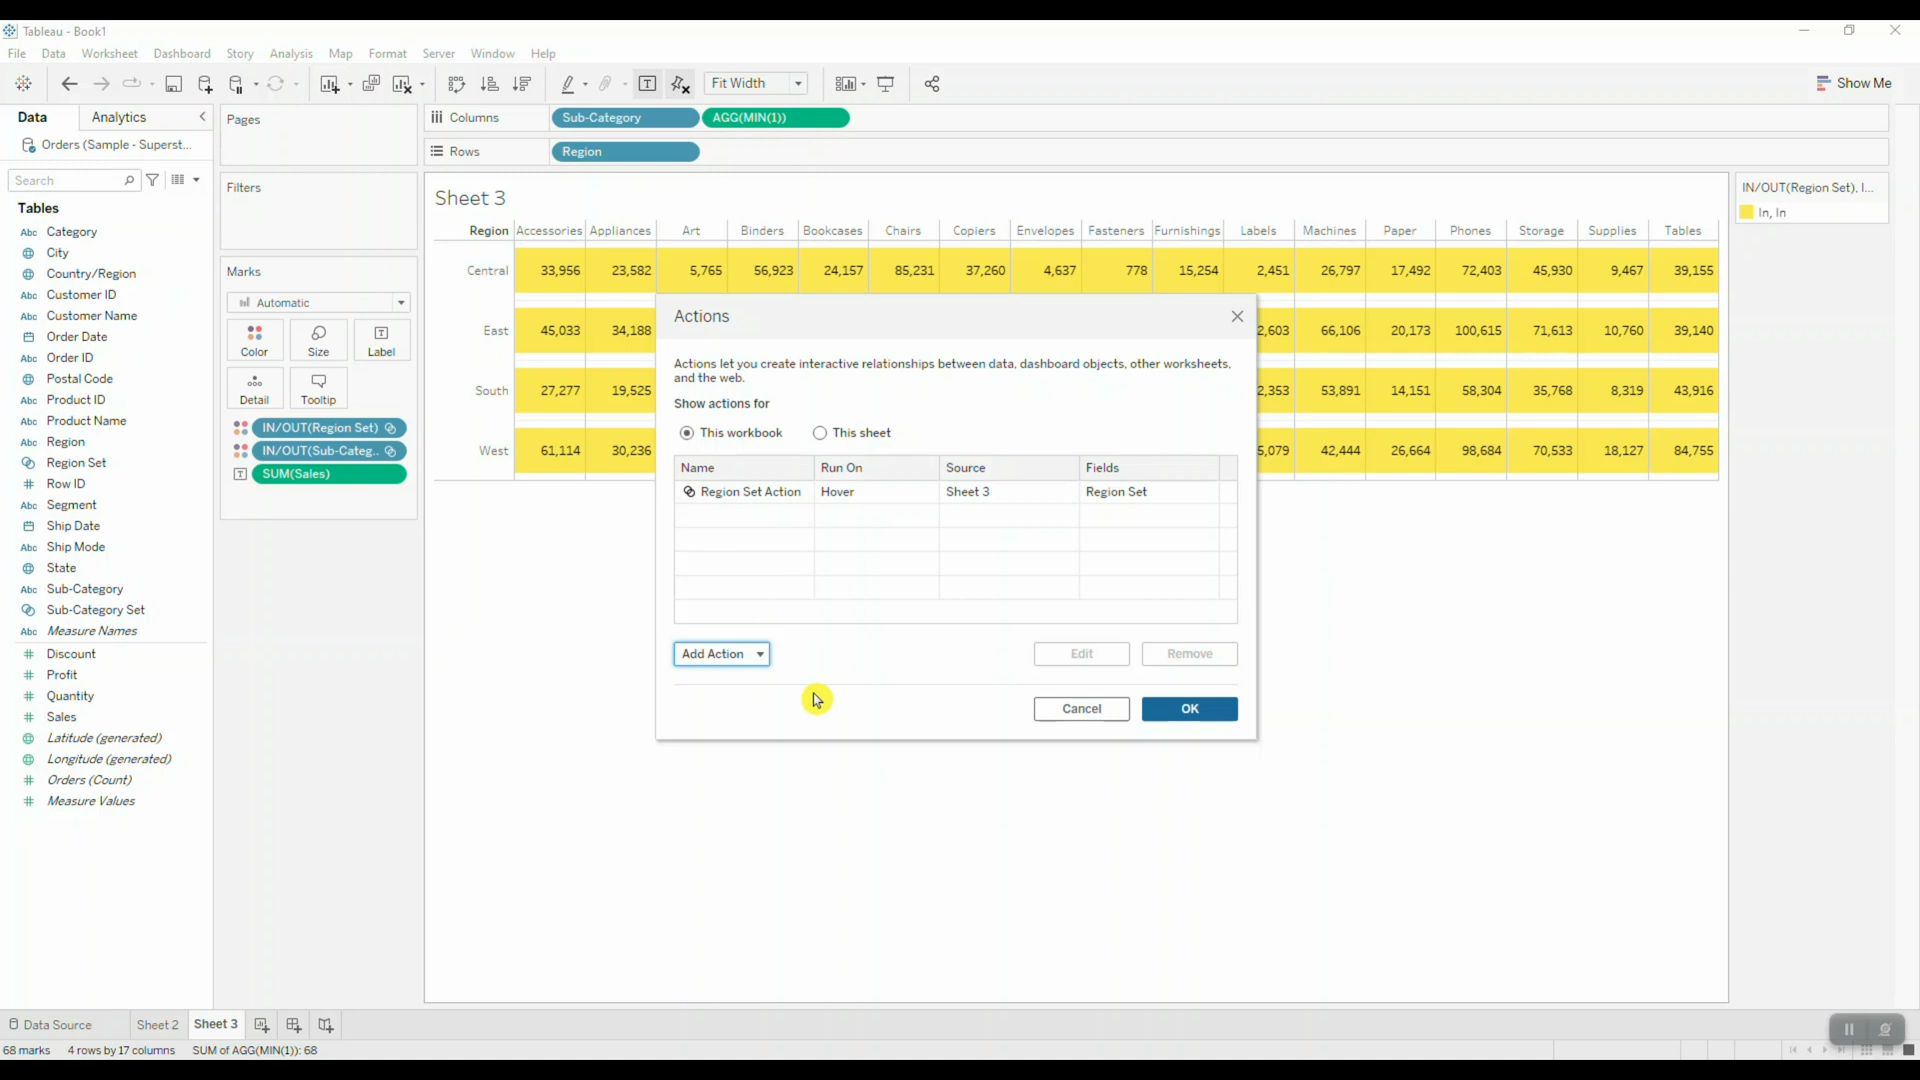 Tableau - Book1
File Data Worksheet Dashboard Story Analysis Map Format Server Window Help
Fit Width
Show Me
Data Analytics
Orders (Sample - Superst...
Search
Tables
Abc Category
City
Country/Region
Abc Customer ID
Abc Customer Name
Order Date
Abc Order ID
Postal Code
Abc Product ID
Abc Product Name
Abc Region
Region Set
# Row ID
Abc Segment
Ship Date
Abc Ship Mode
State
Abc Sub-Category
Sub-Category Set
Abc Measure Names
# Discount
# Profit
# Quantity
# Sales
Latitude (generated)
Longitude (generated)
# Orders (Count)
# Measure Values
Pages
Filters
Marks
Automatic
Color Size Label
Detail Tooltip
IN/OUT(Region Set)
IN/OUT(Sub-Categ..
SUM(Sales)
Columns Sub-Category AGG(MIN(1))
Rows Region
Sheet 3
Region Accessories Appliances Art Binders Bookcases Chairs Copiers Envelopes Fasteners Furnishings Labels Machines Paper Phones Storage Supplies Tables
Central 33,956 23,582 5,765 56,923 24,157 85,231 37,260 4,637 778 15,254 2,451 26,797 17,492 72,403 45,930 9,467 39,155
East 45,033 34,188 2,603 66,106 20,173 100,615 71,613 10,760 39,140
South 27,277 19,525 2,353 53,891 14,151 58,304 35,768 8,319 43,916
West 61,114 30,236 5,079 42,444 26,664 98,684 70,533 18,127 84,755
IN/OUT(Region Set), I...
In, In
Actions
Actions let you create interactive relationships between data, dashboard objects, other worksheets,
and the web.
Show actions for
This workbook This sheet
Name Run On Source Fields
Region Set Action Hover Sheet 3 Region Set
Add Action Edit Remove
Cancel OK
Data Source Sheet 2 Sheet 3
68 marks 4 rows by 17 columns SUM of AGG(MIN(1)): 68